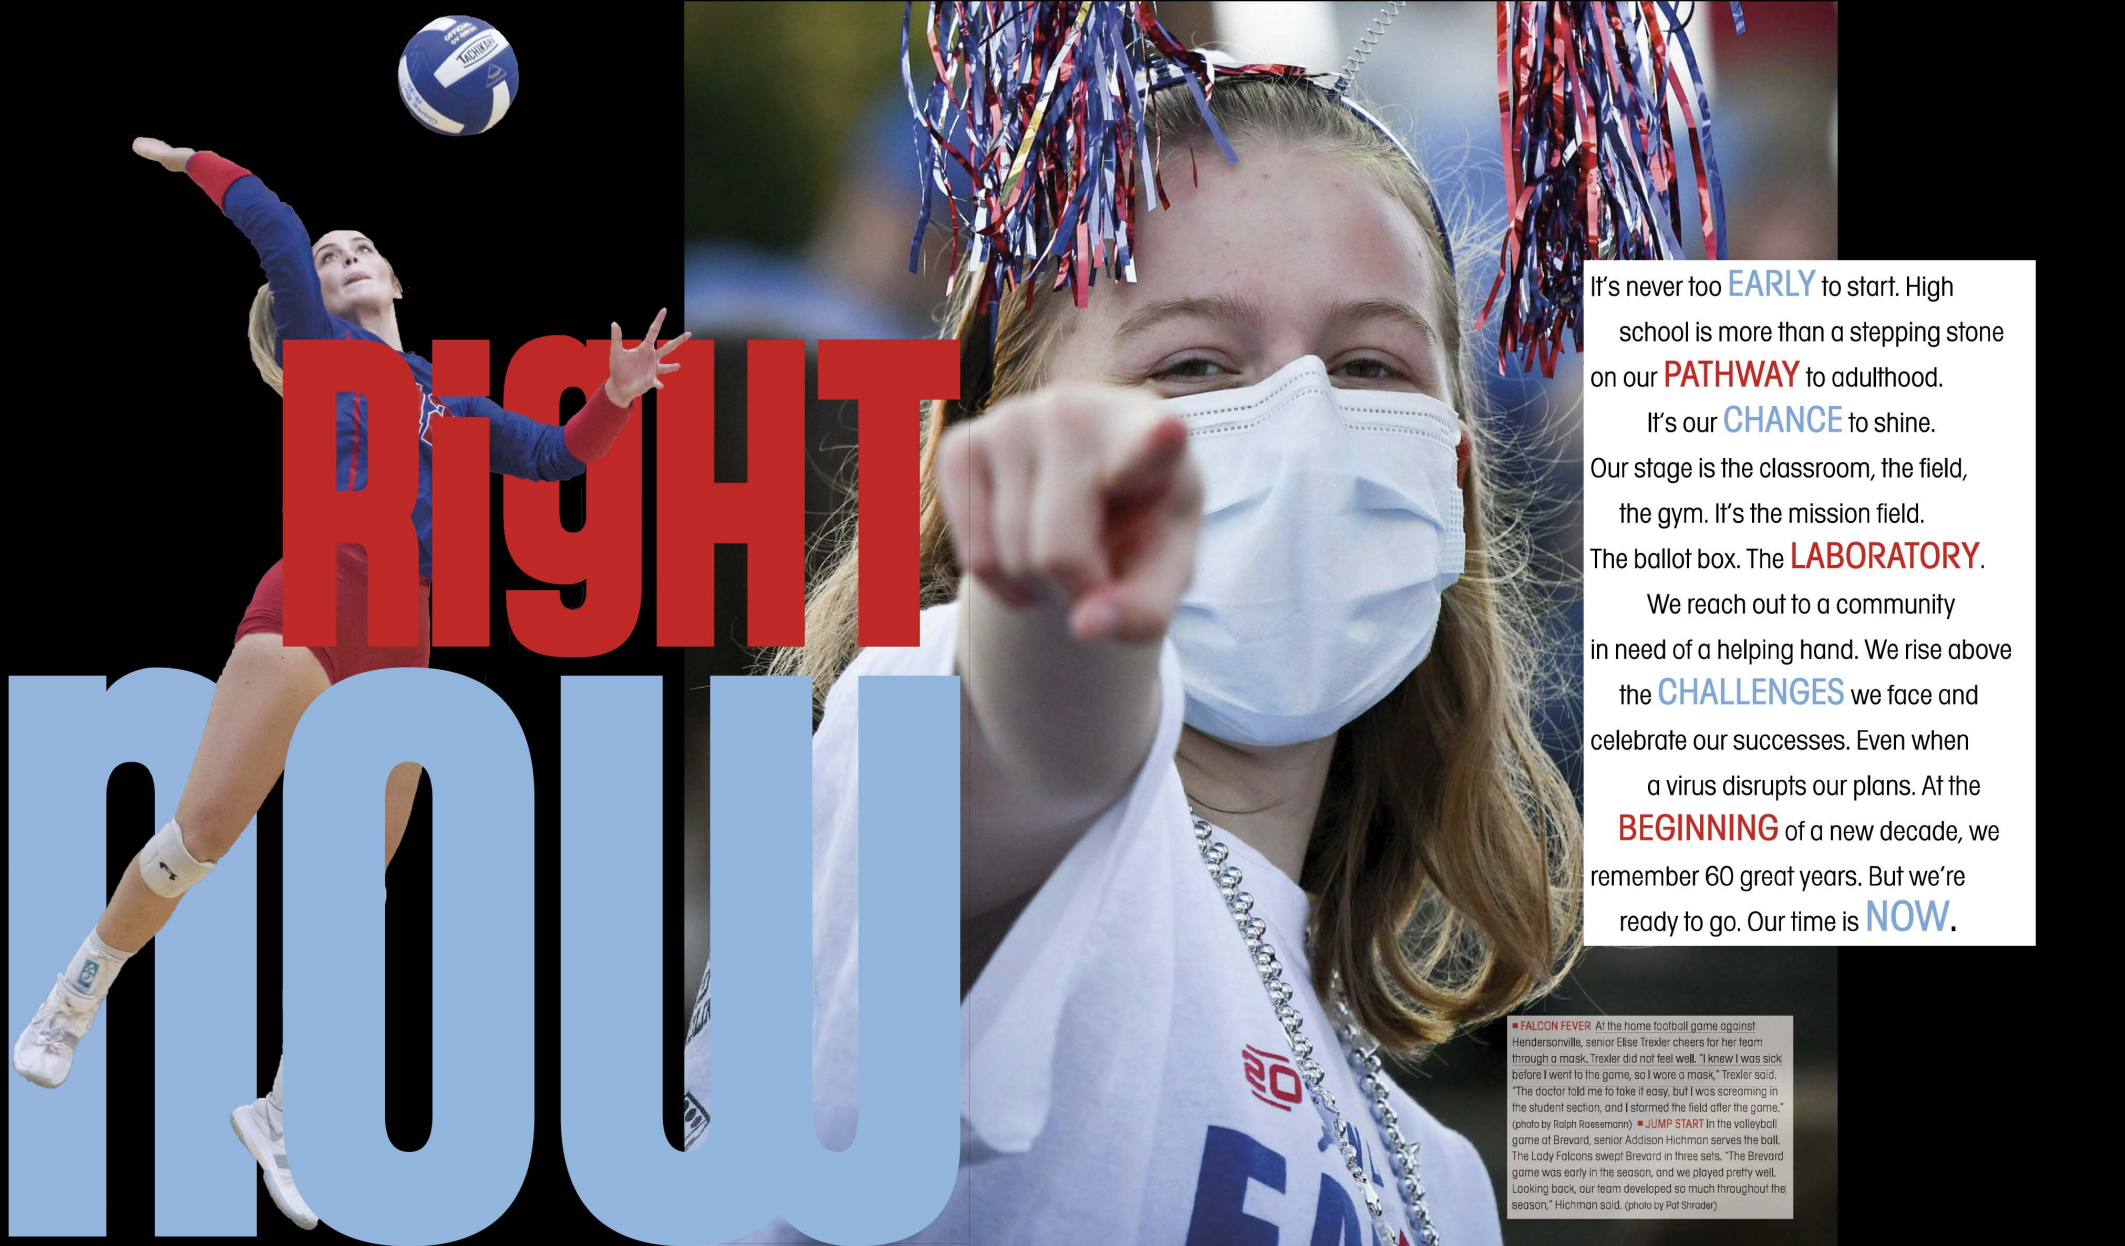 OFFICIAL
SV-5WSC
TACHIKARA
RigHT
now
It's never too EARLY to start. High
school is more than a stepping stone
on our PATHWAY to adulthood.
It's our CHANCE to shine.
Our stage is the classroom, the field,
the gym. It's the mission field.
The ballot box. The LABORATORY.
We reach out to a community
in need of a helping hand. We rise above
the CHALLENGES we face and
celebrate our successes. Even when
a virus disrupts our plans. At the
BEGINNING of a new decade, we
remember 60 great years. But we're
ready to go. Our time is NOW.
■ FALCON FEVER At the home football game against
Hendersonville, senior Elise Trexler cheers for her team
through a mask. Trexler did not feel well. "I knew I was sick
before I went to the game, so I wore a mask," Trexler said.
"The doctor told me to take it easy, but I was screaming in
the student section, and I stormed the field after the game."
(photo by Ralph Roesemann) ■ JUMP START In the volleyball
game at Brevard, senior Addison Hichman serves the ball.
The Lady Falcons swept Brevard in three sets. "The Brevard
game was early in the season, and we played pretty well.
Looking back, our team developed so much throughout the
season," Hichman said. (photo by Pat Shrader)
20